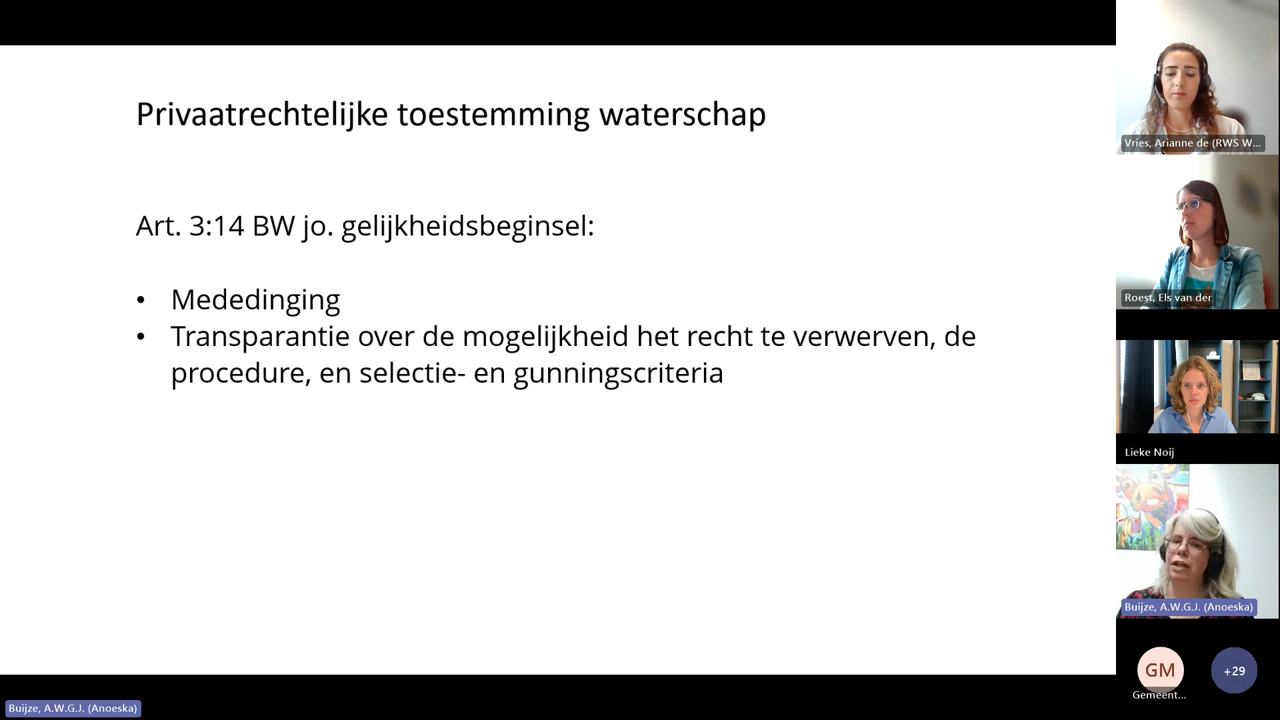 Privaatrechtelijke toestemming waterschap
Art. 3:14 BW jo. gelijkheidsbeginsel:
• Mededinging
• Transparantie over de mogelijkheid het recht te verwerven, de
procedure, en selectie- en gunningscriteria
Vries, Arianne de (RWS W...
Roest, Els van der
Lieke Noij
Buijze, A.W.G.J. (Anoeska)
GM
+29
Gemeent...
Buijze, A.W.G.J. (Anoeska)